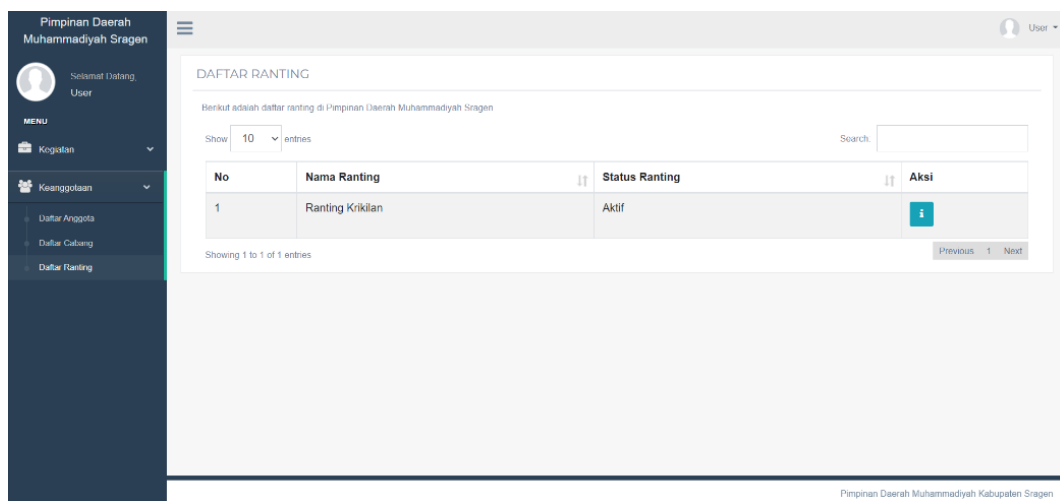 Pimpinan Daerah
Muhammadiyah Sragen
User
Selamat Datang,
User
MENU
Kegiatan
Keanggotaan
Daftar Anggota
Daftar Cabang
Daftar Ranting
DAFTAR RANTING
Berikut adalah daftar ranting di Pimpinan Daerah Muhammadiyah Sragen
Show 10 entries
Search:
No Nama Ranting Status Ranting Aksi
1 Ranting Krikilan Aktif i
Showing 1 to 1 of 1 entries
Previous 1 Next
Pimpinan Daerah Muhammadiyah Kabupaten Sragen